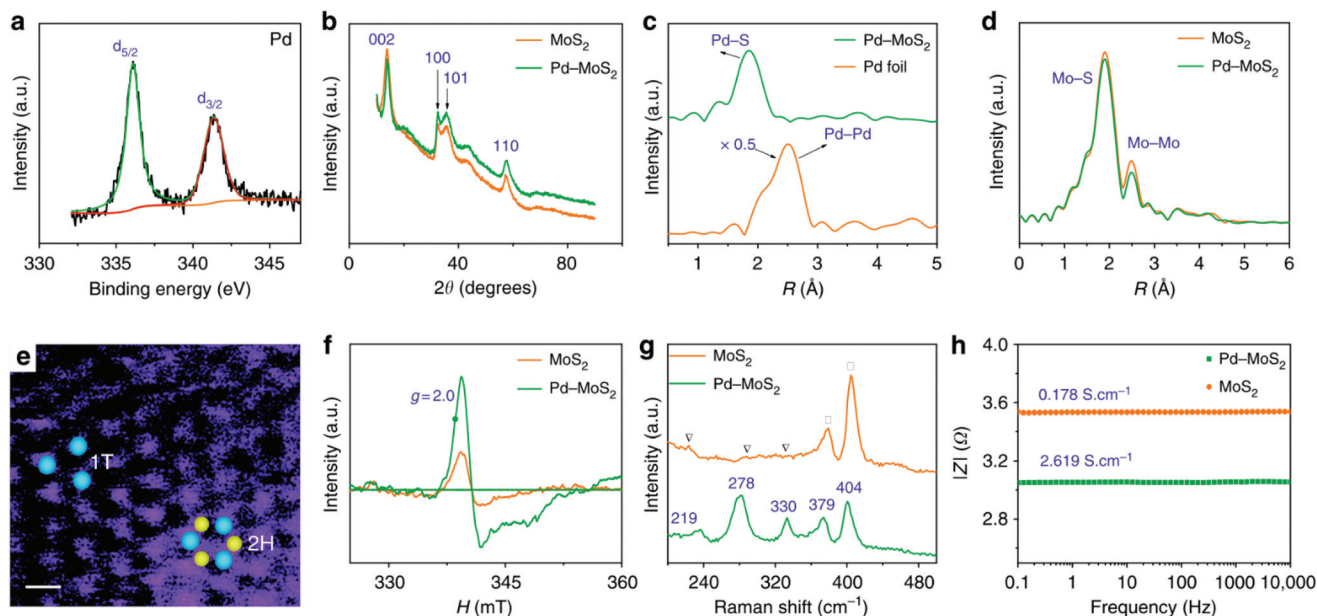 a
Pd
d5/2
d3/2
Intensity (a.u.)
330 335 340 345
Binding energy (eV)
b
002
100
101
110
MoS2
Pd–MoS2
Intensity (a.u.)
0 40 80
2θ (degrees)
c
Pd–S
Pd–MoS2
Pd foil
× 0.5
Pd–Pd
Intensity (a.u.)
1 2 3 4 5
R (Å)
d
MoS2
Pd–MoS2
Mo–S
Mo–Mo
Intensity (a.u.)
0 1 2 3 4 5 6
R (Å)
e
1T
2H
f
MoS2
Pd–MoS2
g = 2.0
Intensity (a.u.)
330 345 360
H (mT)
g
MoS2
Pd–MoS2
219
278
330
379
404
Intensity (a.u.)
200 300 400 500
Raman shift (cm−1)
h
Pd–MoS2
MoS2
0.178 S.cm−1
2.619 S.cm−1
|Z| (Ω)
4.0
3.6
3.2
2.8
0.1 1 10 100 1000 10,000
Frequency (Hz)